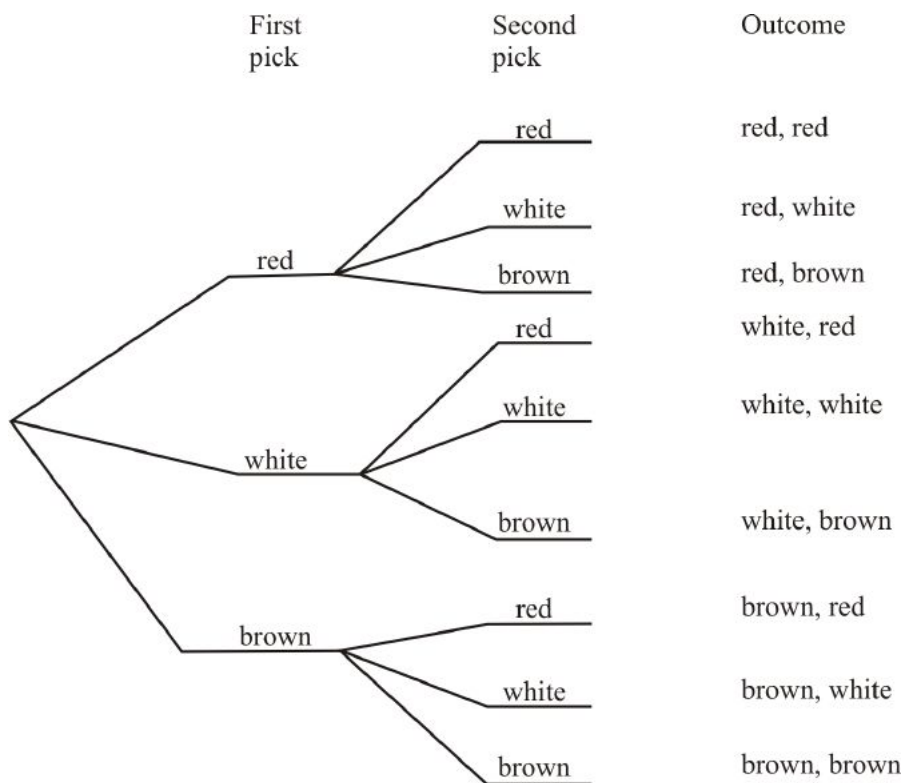 First pick
Second pick
Outcome
red
red, red
white
red, white
red
brown
red, brown
red
white, red
white
white, white
white
brown
white, brown
red
brown, red
brown
white
brown, white
brown
brown, brown